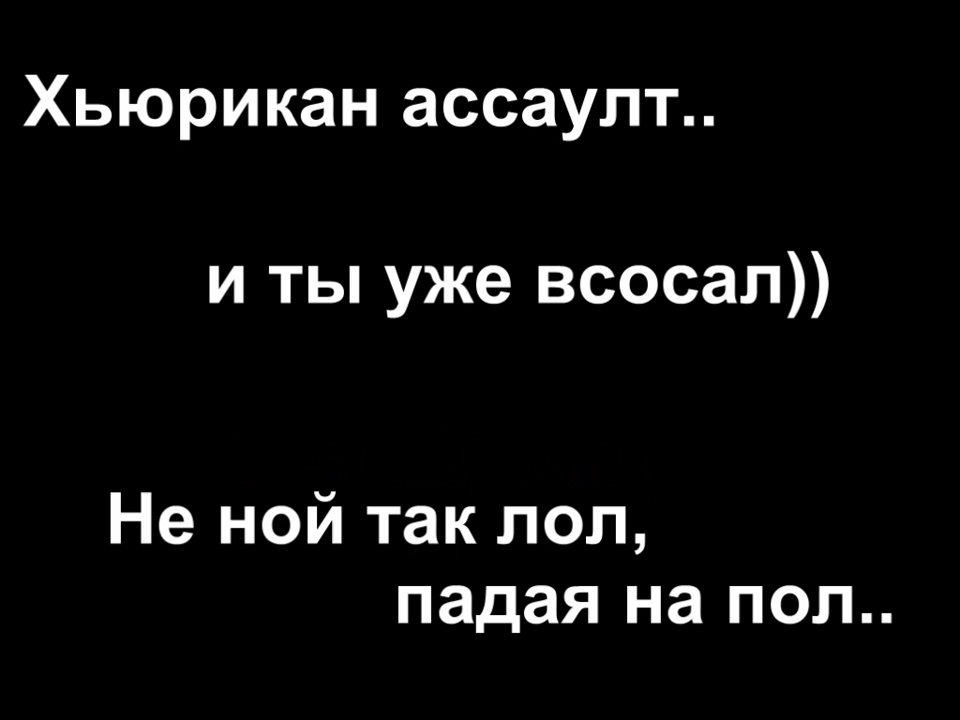 Хьюрикан ассаулт..
и ты уже всосал))
Не ной так лол,
падая на пол..